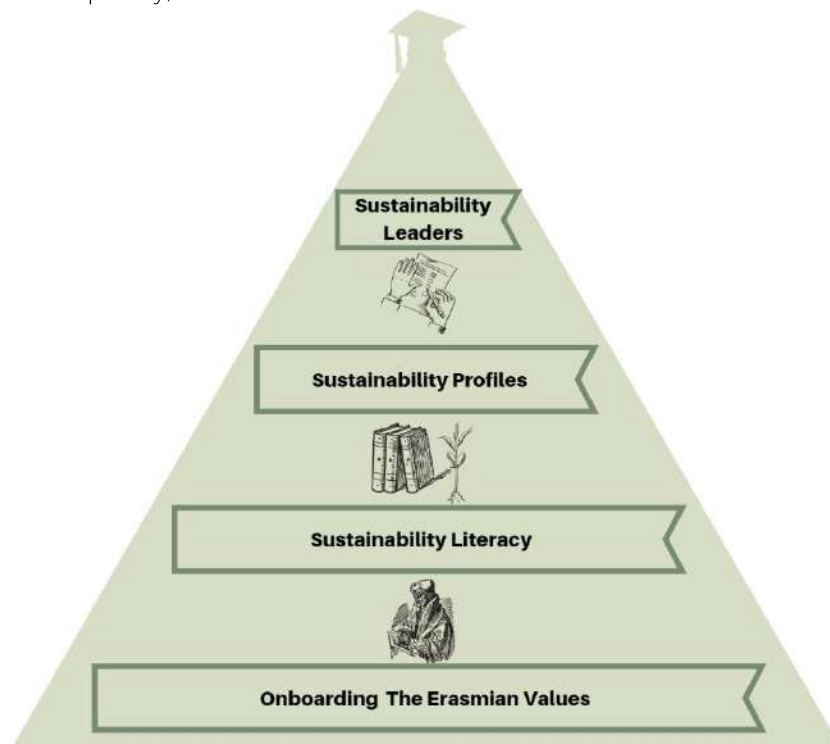 Sustainability
Leaders
Sustainability Profiles
Sustainability Literacy
Onboarding The Erasmian Values